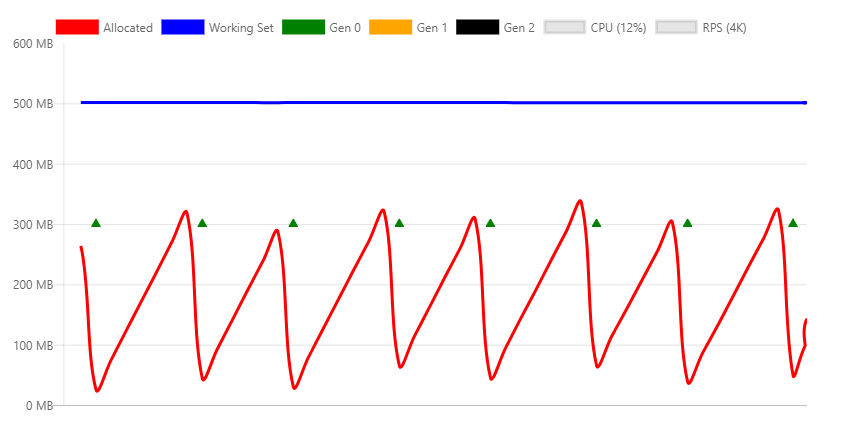 Allocated Working Set Gen 0 Gen 1 Gen 2 CPU (12%) RPS (4K)
600 MB
500 MB
400 MB
300 MB
200 MB
100 MB
0 MB